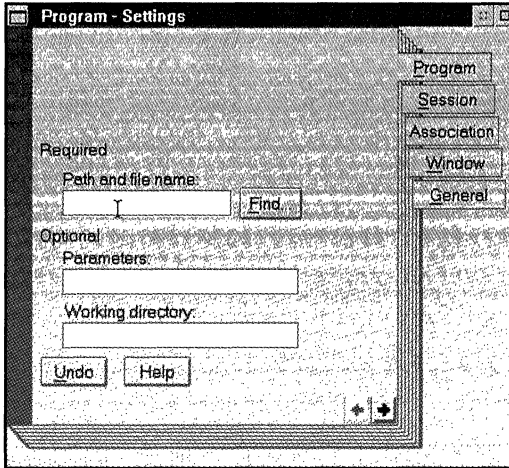 Program - Settings
Program
Session
Association
Window
General
Required
Path and file name:
Find...
Optional
Parameters:
Working directory:
Undo
Help